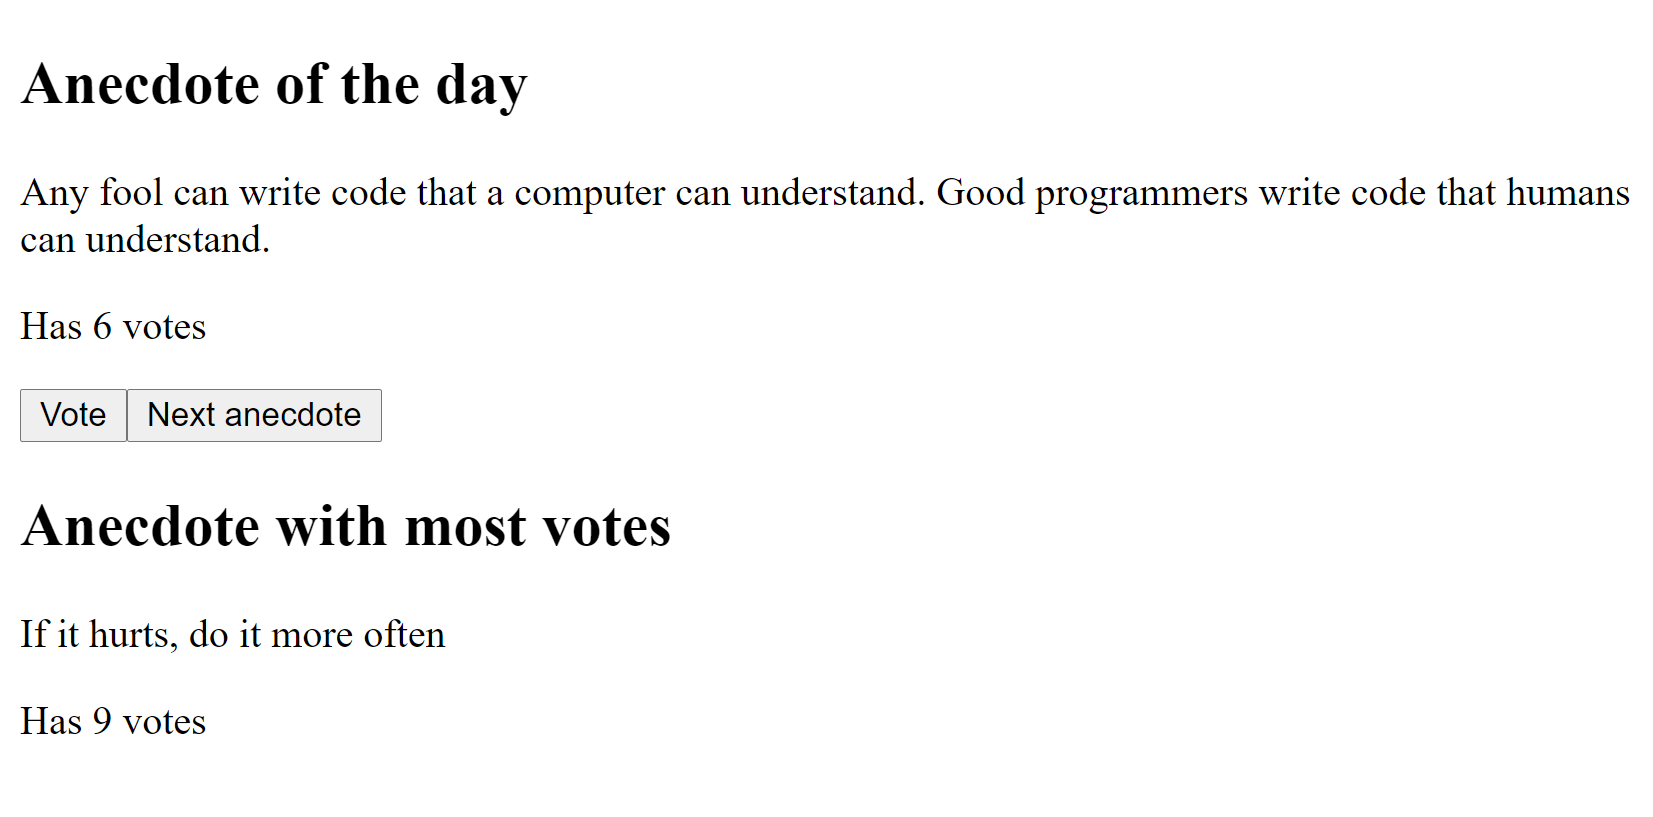 Anecdote of the day
Any fool can write code that a computer can understand. Good programmers write code that humans
can understand.
Has 6 votes
Vote Next anecdote
Anecdote with most votes
If it hurts, do it more often
Has 9 votes